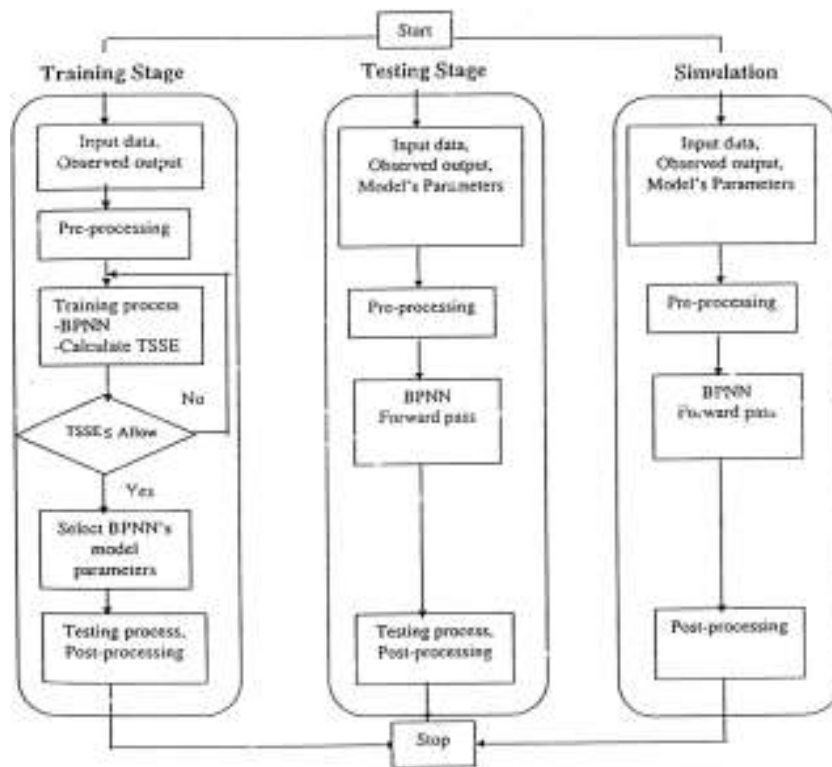 Start
Training Stage
Input data,
Observed output
Pre-processing
Training process
-BPNN
-Calculate TSSE
No
TSSE ≤ Allow
Yes
Select BPNN's
model
parameters
Testing process,
Post-processing
Testing Stage
Input data,
Observed output,
Model's Parameters
Pre-processing
BPNN
Forward pass
Testing process,
Post-processing
Simulation
Input data,
Observed output,
Model's Parameters
Pre-processing
BPNN
Forward pass
Post-processing
Stop